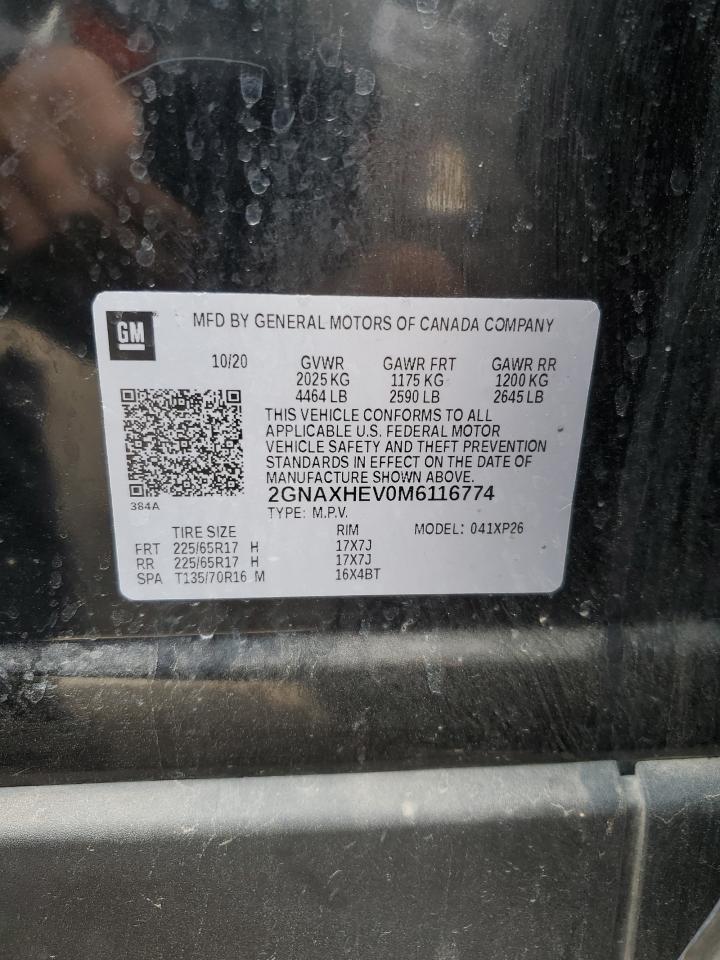 GM
MFD BY GENERAL MOTORS OF CANADA COMPANY
10/20 GVWR GAWR FRT GAWR RR
2025 KG 1175 KG 1200 KG
4464 LB 2590 LB 2645 LB
THIS VEHICLE CONFORMS TO ALL
APPLICABLE U.S. FEDERAL MOTOR
VEHICLE SAFETY AND THEFT PREVENTION
STANDARDS IN EFFECT ON THE DATE OF
MANUFACTURE SHOWN ABOVE.
2GNAXHEV0M6116774
384A
TYPE: M.P.V.
TIRE SIZE RIM MODEL: 041XP26
FRT 225/65R17 H 17X7J
RR 225/65R17 H 17X7J
SPA T135/70R16 M 16X4BT